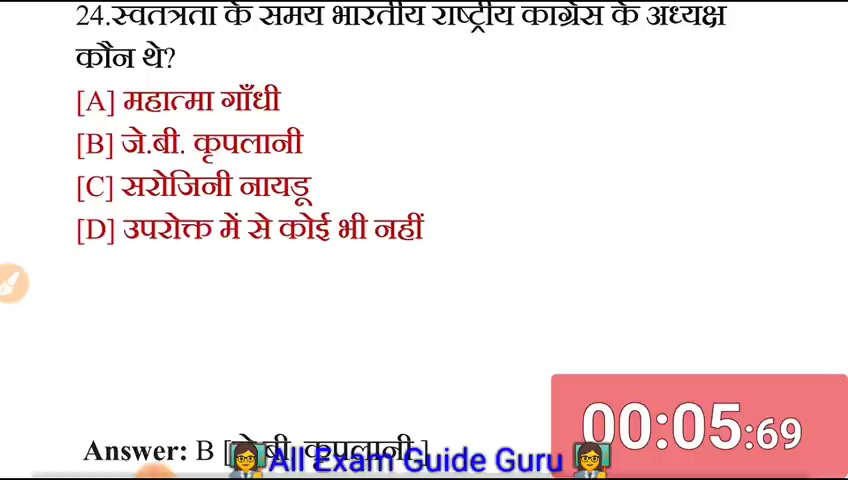 24.स्वतत्रता के समय भारतीय राष्ट्रीय काग्रेस के अध्यक्ष
कौन थे?
[A] महात्मा गाँधी
[B] जे.बी. कृपलानी
[C] सरोजिनी नायडू
[D] उपरोक्त में से कोई भी नहीं
00:05:69
Answer: B [जे.बी. कृपलानी ]
All Exam Guide Guru